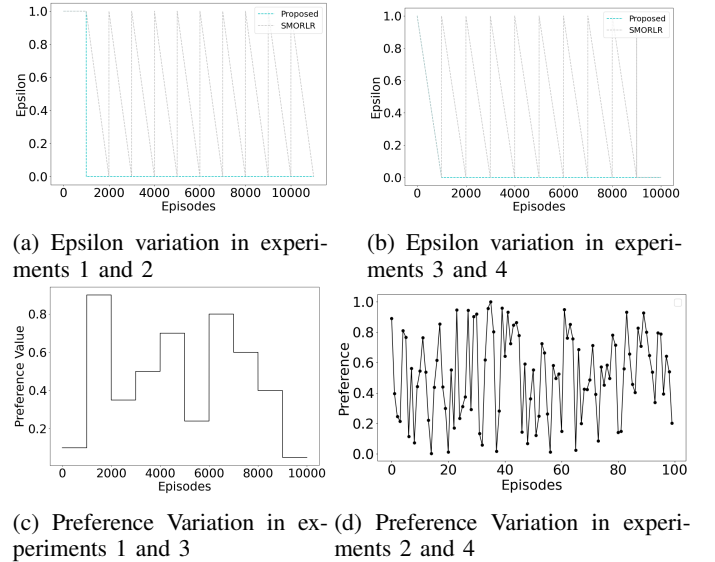 1.0
0.8
0.6
0.4
0.2
0.0
Epsilon
Proposed
SMORLR
0 2000 4000 6000 8000 10000
Episodes
(a) Epsilon variation in experi-
ments 1 and 2
1.0
0.8
0.6
0.4
0.2
0.0
Epsilon
Proposed
SMORLR
0 2000 4000 6000 8000 10000
Episodes
(b) Epsilon variation in experi-
ments 3 and 4
0.8
0.6
0.4
0.2
Preference Value
0 2000 4000 6000 8000 10000
Episodes
(c) Preference Variation in ex-
periments 1 and 3
1.0
0.8
0.6
0.4
0.2
0.0
Preference
0 20 40 60 80 100
Episodes
(d) Preference Variation in experi-
ments 2 and 4